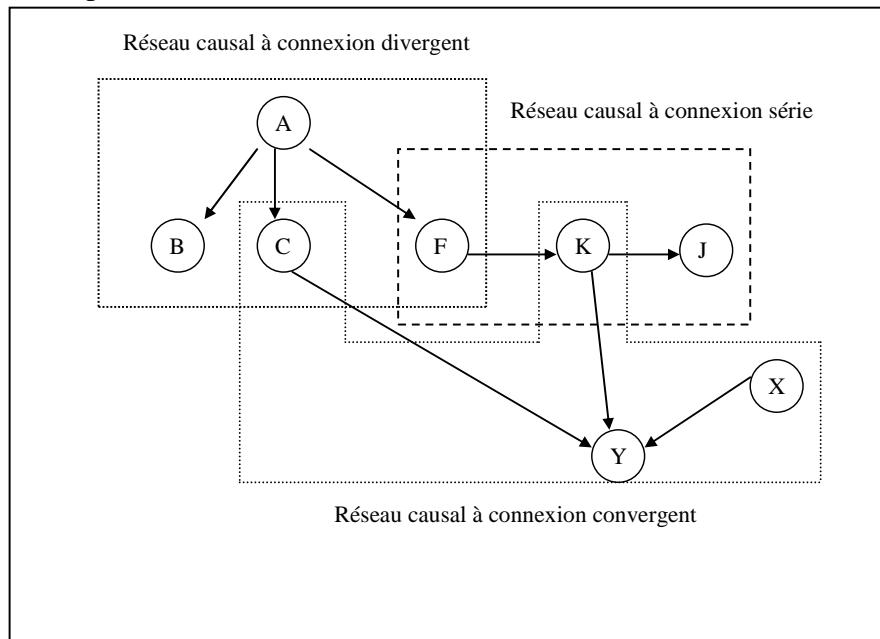 Réseau causal à connexion divergent
Réseau causal à connexion série
A
B
C
F
K
J
X
Y
Réseau causal à connexion convergent